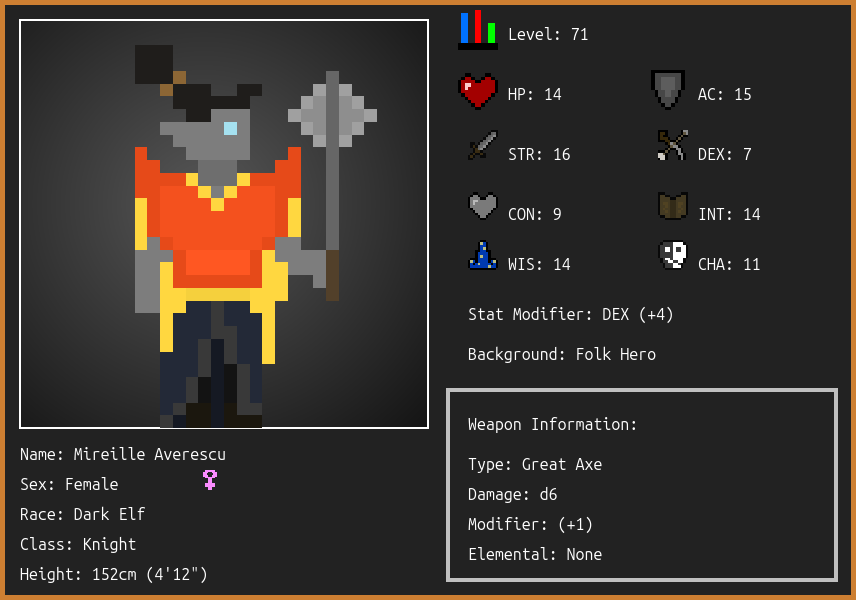 Level: 71
HP: 14
AC: 15
STR: 16
DEX: 7
CON: 9
INT: 14
WIS: 14
CHA: 11
Stat Modifier: DEX (+4)
Background: Folk Hero
Weapon Information:
Type: Great Axe
Damage: d6
Modifier: (+1)
Elemental: None
Name: Mireille Averescu
Sex: Female
Race: Dark Elf
Class: Knight
Height: 152cm (4'12")